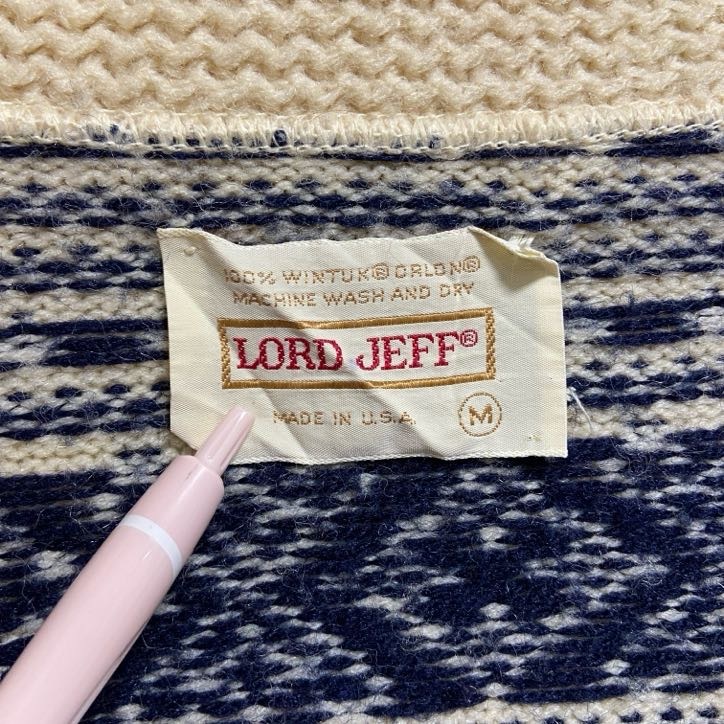 100% WINTUK® ORLON®
MACHINE WASH AND DRY
LORD JEFF®
MADE IN U.S.A. M